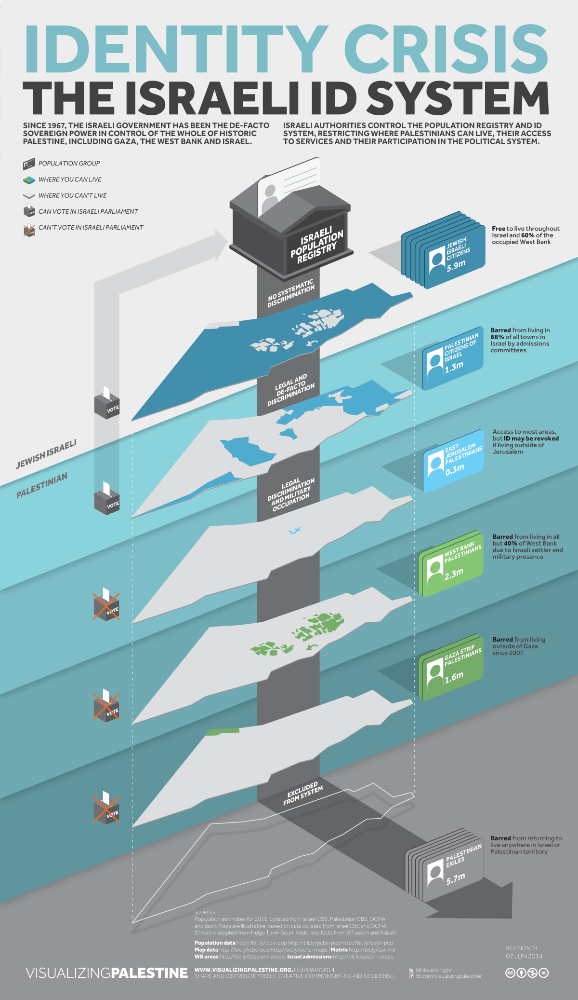 IDENTITY CRISIS
THE ISRAELI ID SYSTEM
SINCE 1967, THE ISRAELI GOVERNMENT HAS BEEN THE DE-FACTO
SOVEREIGN POWER IN CONTROL OF THE WHOLE OF HISTORIC
PALESTINE, INCLUDING GAZA, THE WEST BANK AND ISRAEL.
ISRAELI AUTHORITIES CONTROL THE POPULATION REGISTRY AND ID
SYSTEM, RESTRICTING WHERE PALESTINIANS CAN LIVE, THEIR ACCESS
TO SERVICES AND THEIR PARTICIPATION IN THE POLITICAL SYSTEM.
POPULATION GROUP
WHERE YOU CAN LIVE
WHERE YOU CAN'T LIVE
VOTE
CAN VOTE IN ISRAELI PARLIAMENT
VOTE
CAN'T VOTE IN ISRAELI PARLIAMENT
ISRAELI
POPULATION
REGISTRY
JEWISH
ISRAELI
CITIZENS
5.9m
Free to live throughout
Israel and 60% of the
occupied West Bank
NO SYSTEMATIC
DISCRIMINATION
PALESTINIAN
CITIZENS OF
ISRAEL
1.3m
Barred from living in
68% of all towns in
Israel by admissions
committees
LEGAL AND
DE-FACTO
DISCRIMINATION
VOTE
JEWISH ISRAELI
PALESTINIAN
EAST
JERUSALEM
PALESTINIANS
0.3m
Access to most areas,
but ID may be revoked
if living outside of
Jerusalem
LEGAL
DISCRIMINATION
AND MILITARY
OCCUPATION
VOTE
WEST BANK
PALESTINIANS
2.3m
Barred from living in all
but 40% of West Bank
due to Israeli settler and
military presence
VOTE
GAZA STRIP
PALESTINIANS
1.6m
Barred from living
outside of Gaza
since 2007
VOTE
VOTE
EXCLUDED
FROM SYSTEM
PALESTINIAN
EXILES
5.7m
Barred from returning to
live anywhere in Israel or
Palestinian territory
SOURCES
Population estimates for 2011, collated from Israeli CBS, Palestinian CBS, OCHA
and Badil. Maps are illustrative, based on data collated from Israel CBS and OCHA.
ID matrix adapted from Helga Tawil-Souri. Additional facts from B'Tselem and Adalah.
Population data http://bit.ly/icbs-pop http://bit.ly/pcbs-pop http://bit.ly/badil-pop
Map data http://bit.ly/icbs-pop http://bit.ly/ocha-maps | Matrix http://bit.ly/tawil-id
WB areas http://bit.ly/btselem-areas | Israel admissions http://bit.ly/adalah-areas
REVISION 01
07 JUN 2014
VISUALIZINGPALESTINE
WWW.VISUALIZINGPALESTINE.ORG. FEBRUARY 2014
SHARE AND DISTRIBUTE FREELY. CREATIVE COMMONS BY-NC-ND 3.0 LICENSE.
@visualizingpal
fb.com/visualizingpalestine